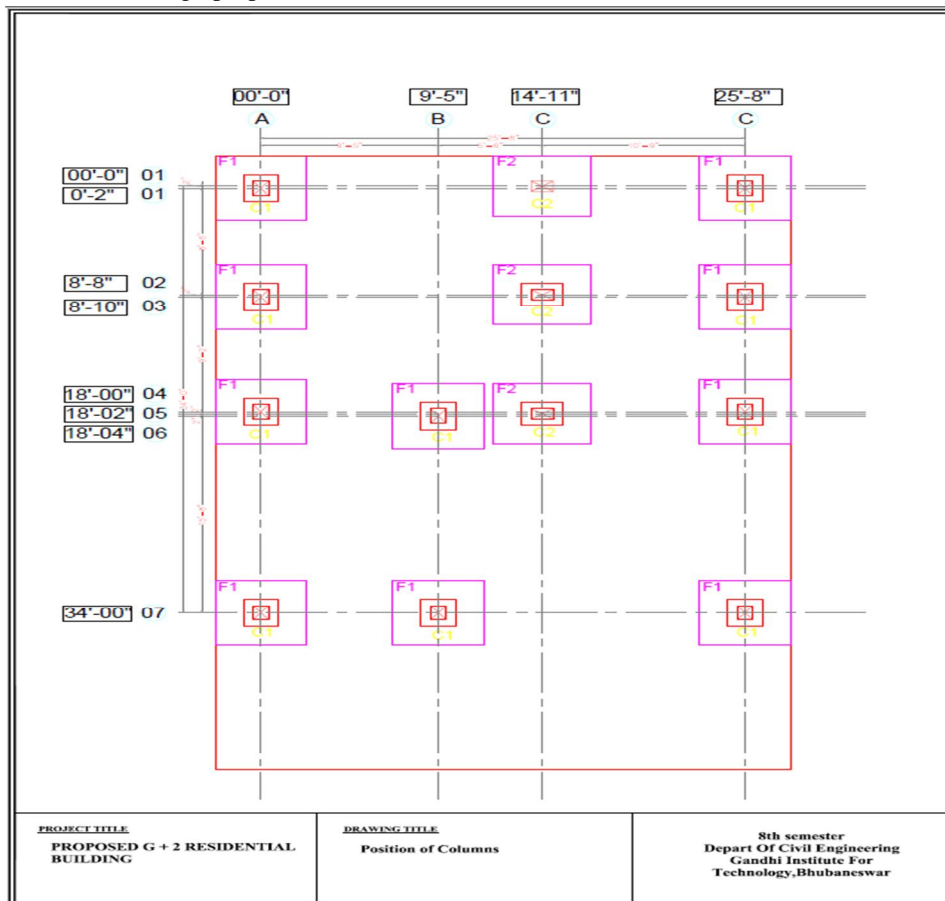 00'-0" 9'-5" 14'-11" 25'-8"
A B C C
F1 F2 F1
00'-0" 01
0'-2" 01
C1 C2 C1
F1 F2 F1
8'-8" 02
8'-10" 03
C1 C2 C1
F1 F1 F2 F1
18'-00" 04
18'-02" 05
18'-04" 06
C1 C1 C2 C1
F1 F1 F1
34'-00" 07
C1 C1 C1
PROJECT TITLE
PROPOSED G + 2 RESIDENTIAL
BUILDING
DRAWING TITLE
Position of Columns
8th semester
Depart Of Civil Engineering
Gandhi Institute For
Technology,Bhubaneswar